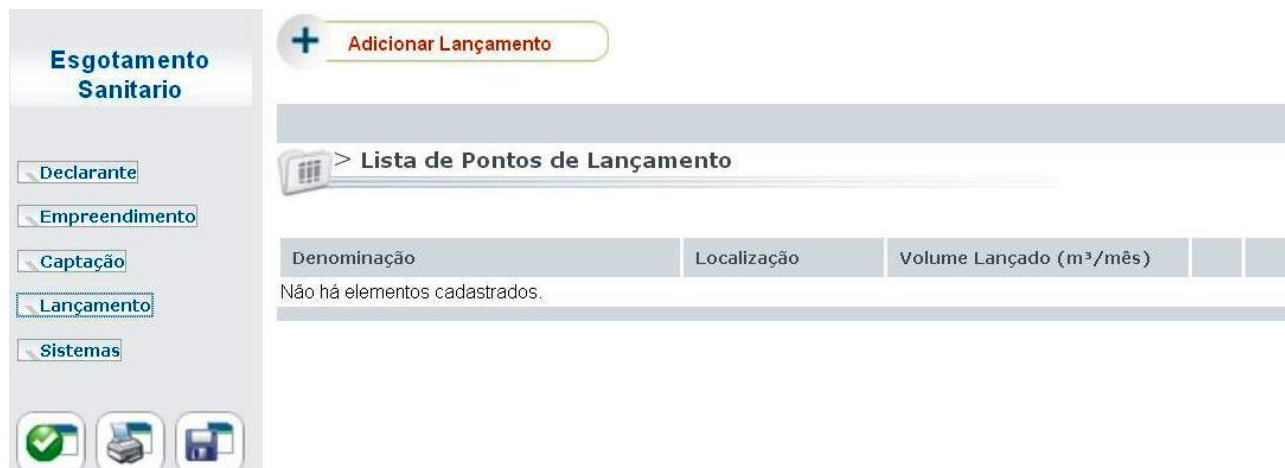 Esgotamento
Sanitario
Declarante
Empreendimento
Captação
Lançamento
Sistemas
Adicionar Lançamento
> Lista de Pontos de Lançamento
Denominação Localização Volume Lançado (m³/mês)
Não há elementos cadastrados.